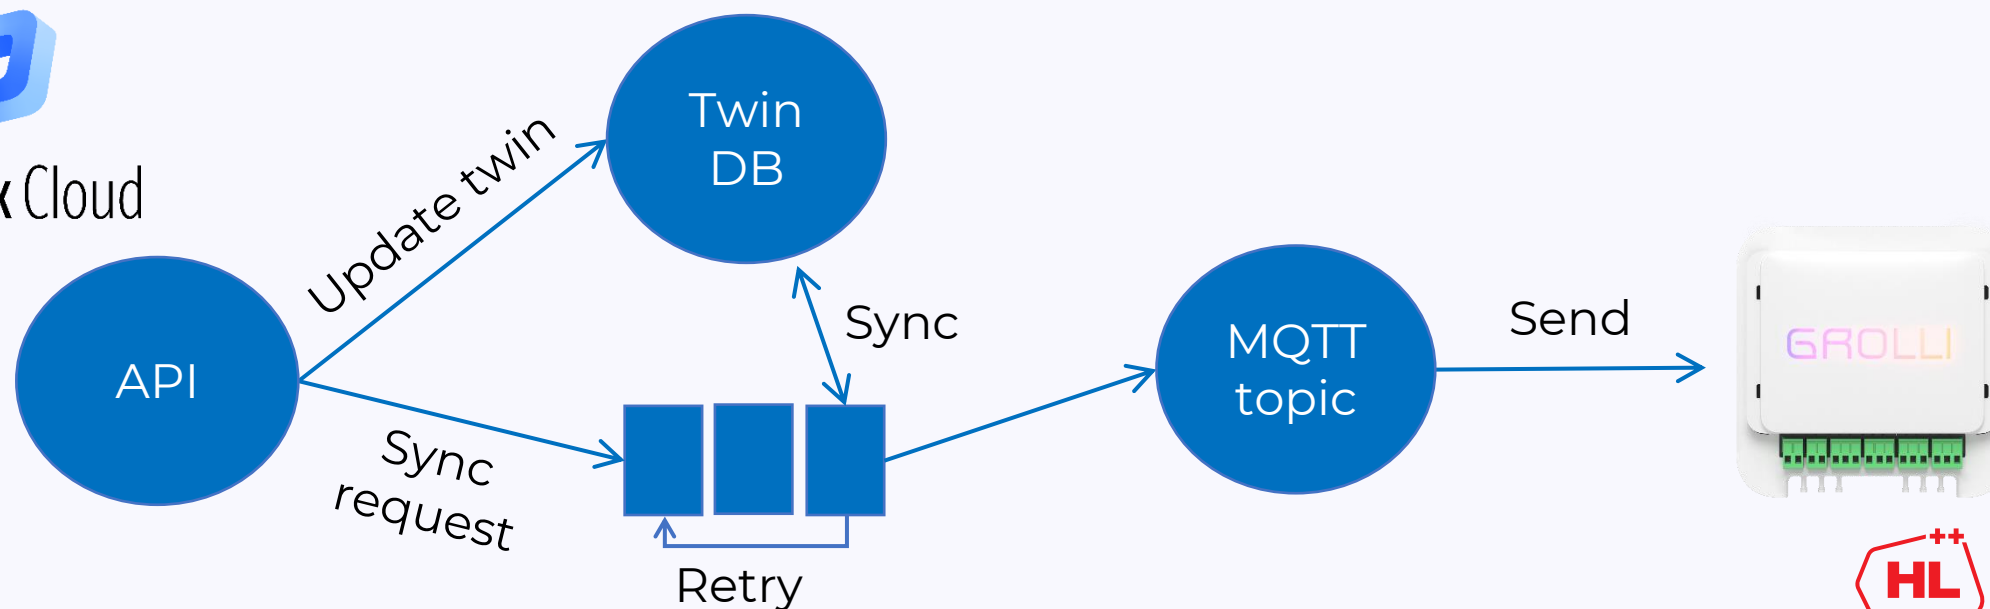 Cloud
Update twin
Twin
DB
API
Sync
request
Sync
Retry
MQTT
topic
Send
GROLLI
HL++